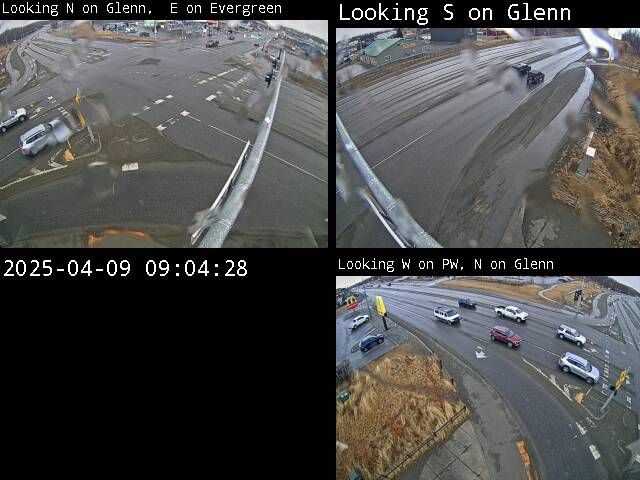 Looking N on Glenn,  E on Evergreen
Looking S on Glenn
2025-04-09 09:04:28
Looking W on PW, N on Glenn